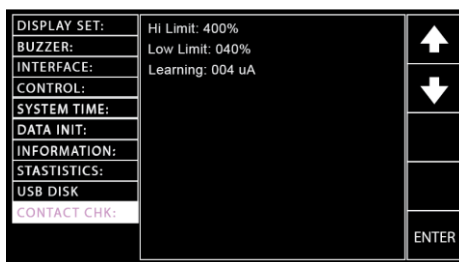 DISPLAY SET:
BUZZER:
INTERFACE:
CONTROL:
SYSTEM TIME:
DATA INIT:
INFORMATION:
STASTISTICS:
USB DISK
CONTACT CHK:
Hi Limit: 400%
Low Limit: 040%
Learning: 004 uA
ENTER